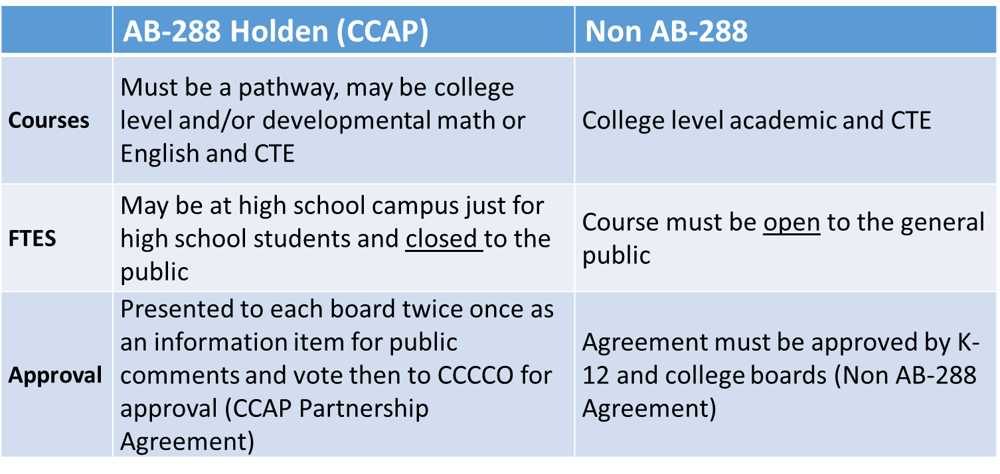 AB-288 Holden (CCAP)
Non AB-288
Courses
Must be a pathway, may be college
level and/or developmental math or
English and CTE
College level academic and CTE
FTES
May be at high school campus just for
high school students and closed to the
public
Course must be open to the general
public
Approval
Presented to each board twice once as
an information item for public
comments and vote then to CCCCO for
approval (CCAP Partnership
Agreement)
Agreement must be approved by K-
12 and college boards (Non AB-288
Agreement)